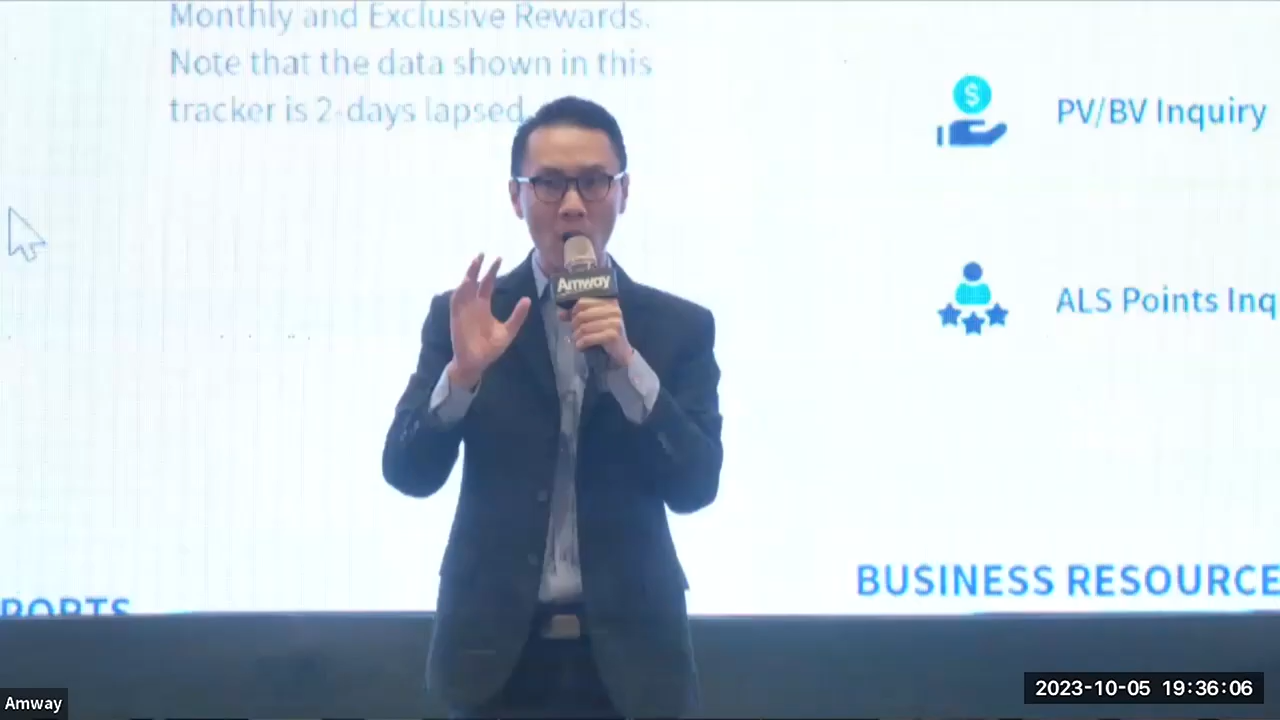 Monthly and Exclusive Rewards.
Note that the data shown in this
tracker is 2-days lapsed.
PV/BV Inquiry
Amway
ALS Points Inq
BUSINESS RESOURCE
PORTS
Amway
2023-10-05 19:36:06